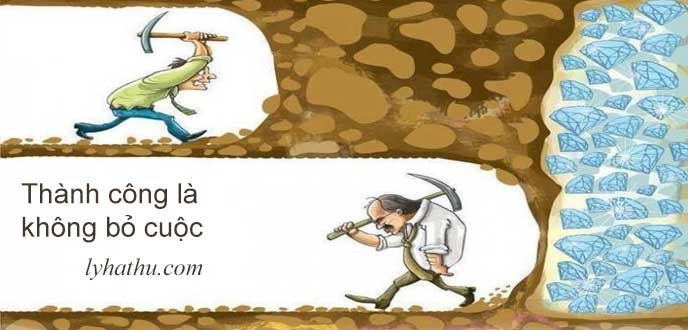 Thành công là
không bỏ cuộc
lyhathu.com